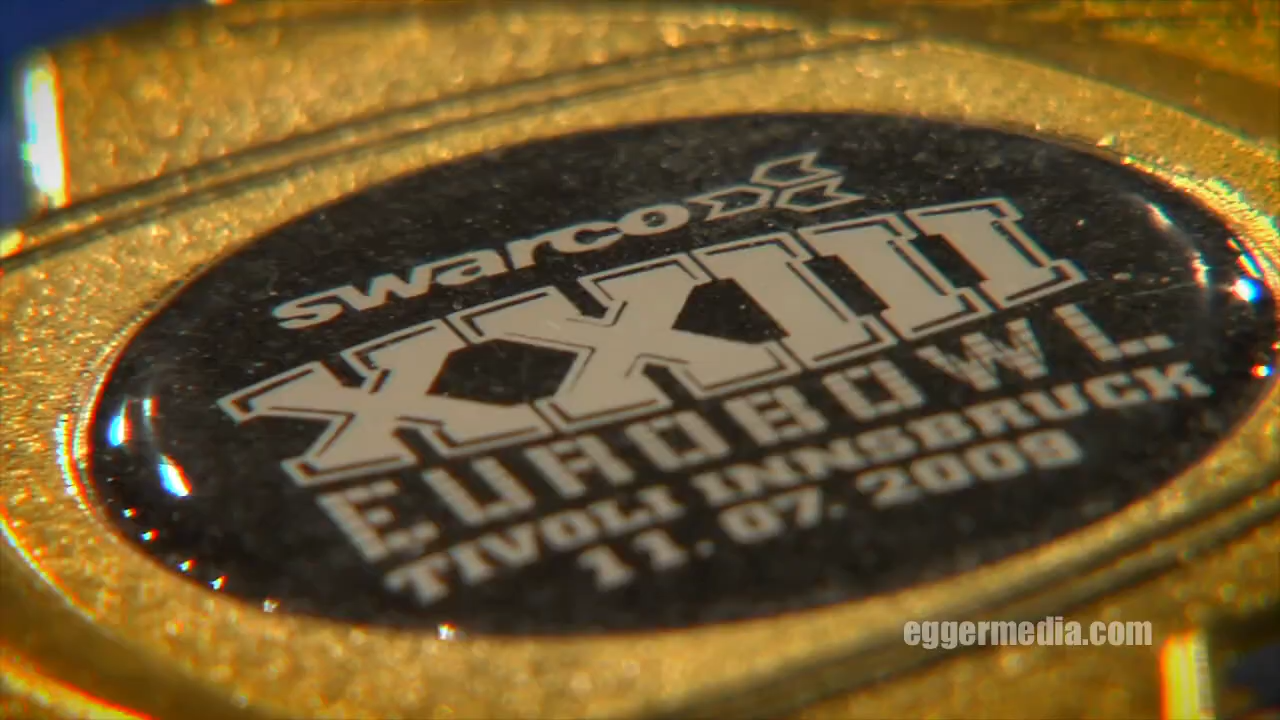 swarco
XXIII
EUROBOWL
TIVOLI INNSBRUCK
11. 07. 2009
eggermedia.com